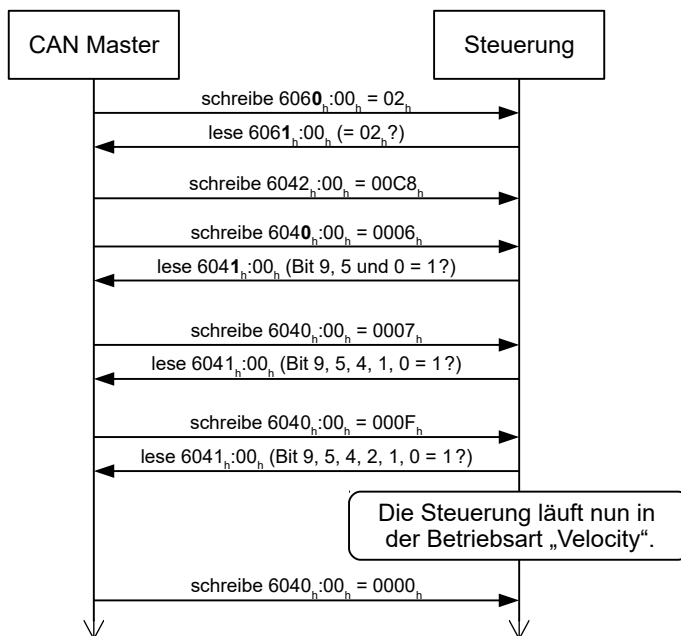 CAN Master
Steuerung
schreibe 6060h:00h = 02h
lese 6061h:00h (= 02h?)
schreibe 6042h:00h = 00C8h
schreibe 6040h:00h = 0006h
lese 6041h:00h (Bit 9, 5 und 0 = 1?)
schreibe 6040h:00h = 0007h
lese 6041h:00h (Bit 9, 5, 4, 1, 0 = 1?)
schreibe 6040h:00h = 000Fh
lese 6041h:00h (Bit 9, 5, 4, 2, 1, 0 = 1?)
Die Steuerung läuft nun in
der Betriebsart „Velocity“.
schreibe 6040h:00h = 0000h